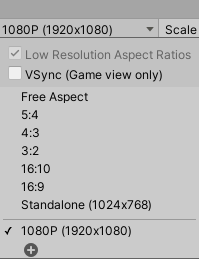 1080P (1920x1080) Scale
Low Resolution Aspect Ratios
VSync (Game view only)
Free Aspect
5:4
4:3
3:2
16:10
16:9
Standalone (1024x768)
1080P (1920x1080)